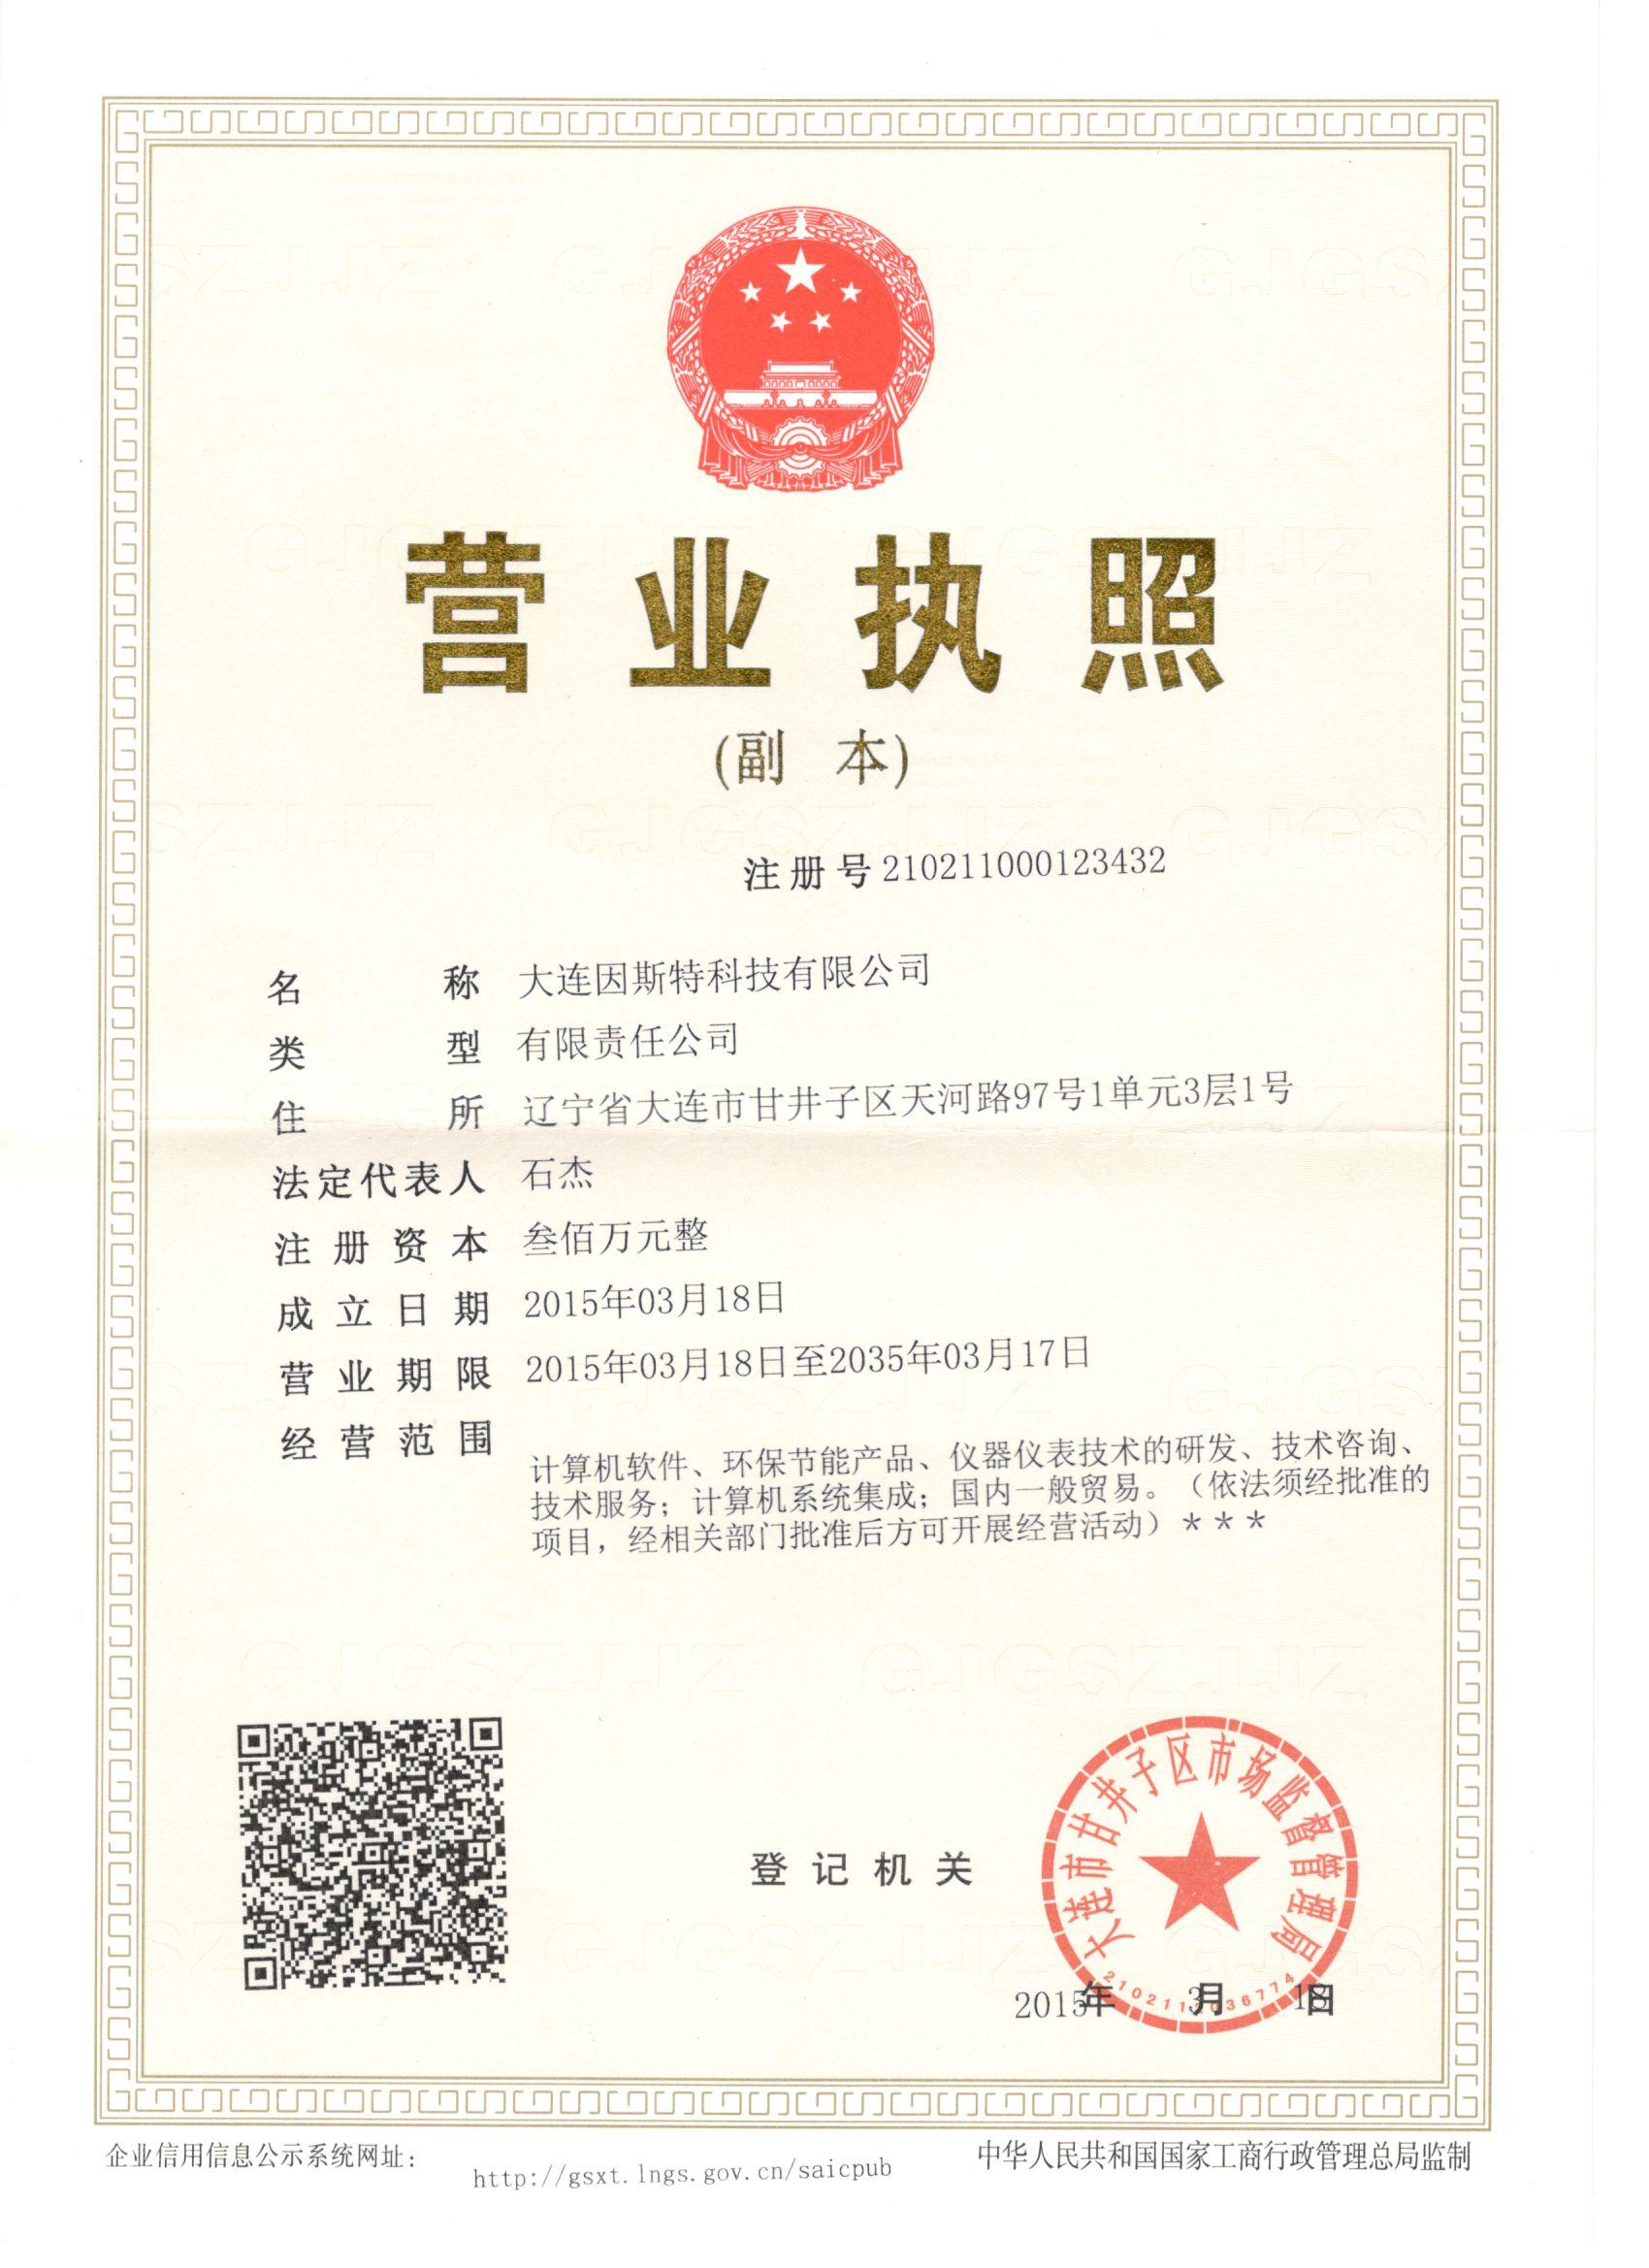 营业执照
(副 本)
注册号210211000123432
名称 大连因斯特科技有限公司
类型 有限责任公司
住所 辽宁省大连市甘井子区天河路97号1单元3层1号
法定代表人 石杰
注册资本 叁佰万元整
成立日期 2015年03月18日
营业期限 2015年03月18日至2035年03月17日
经营范围
计算机软件、环保节能产品、仪器仪表技术的研发、技术咨询、
技术服务；计算机系统集成；国内一般贸易。（依法须经批准的
项目，经相关部门批准后方可开展经营活动）＊＊＊
大连市甘井子区市场监督管理局
登记机关
2015年 3月 18日
企业信用信息公示系统网址：
http://gsxt.lngs.gov.cn/saicpub
中华人民共和国国家工商行政管理总局监制